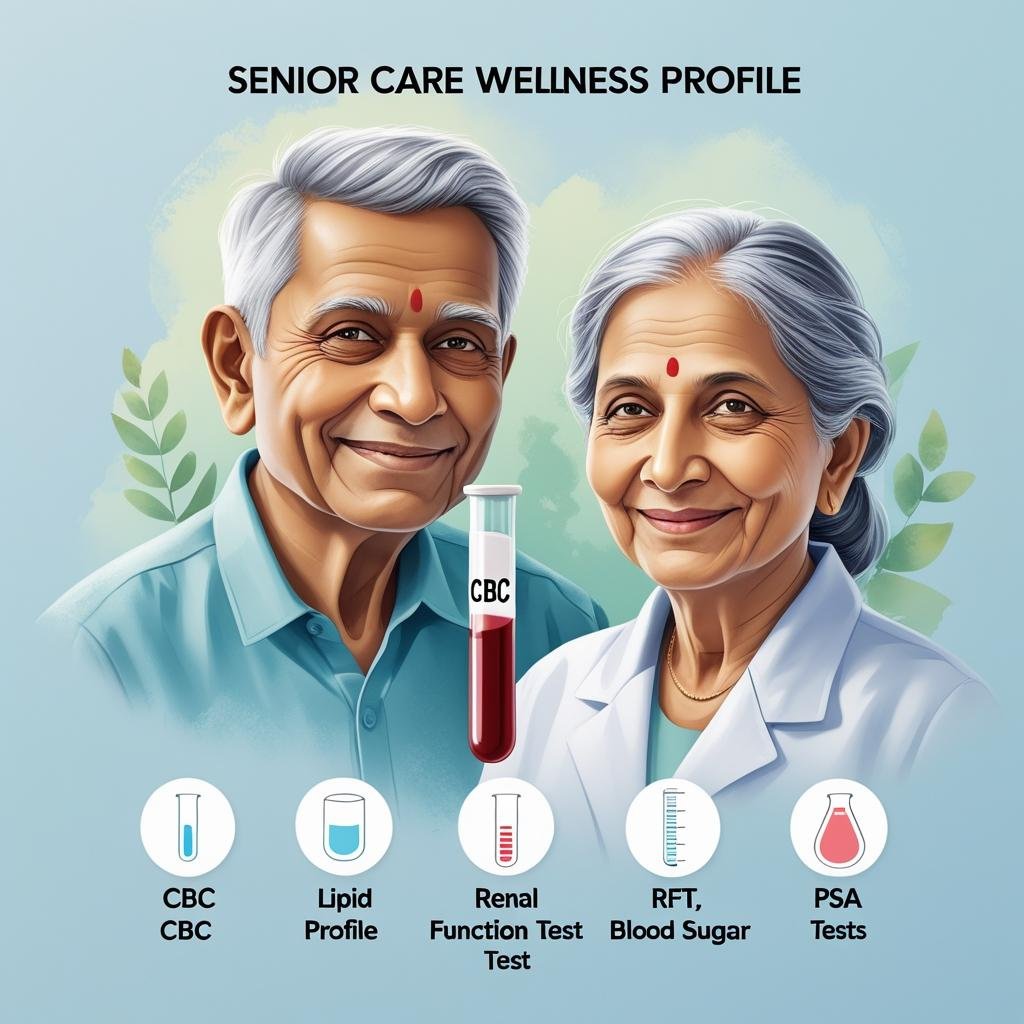 SENIOR CARE WELLNESS PROFILE
CBC
CBC
CBC
Lipid
Profile
Renal
Function Test
Test
RFT,
Blood Sugar
PSA
Tests